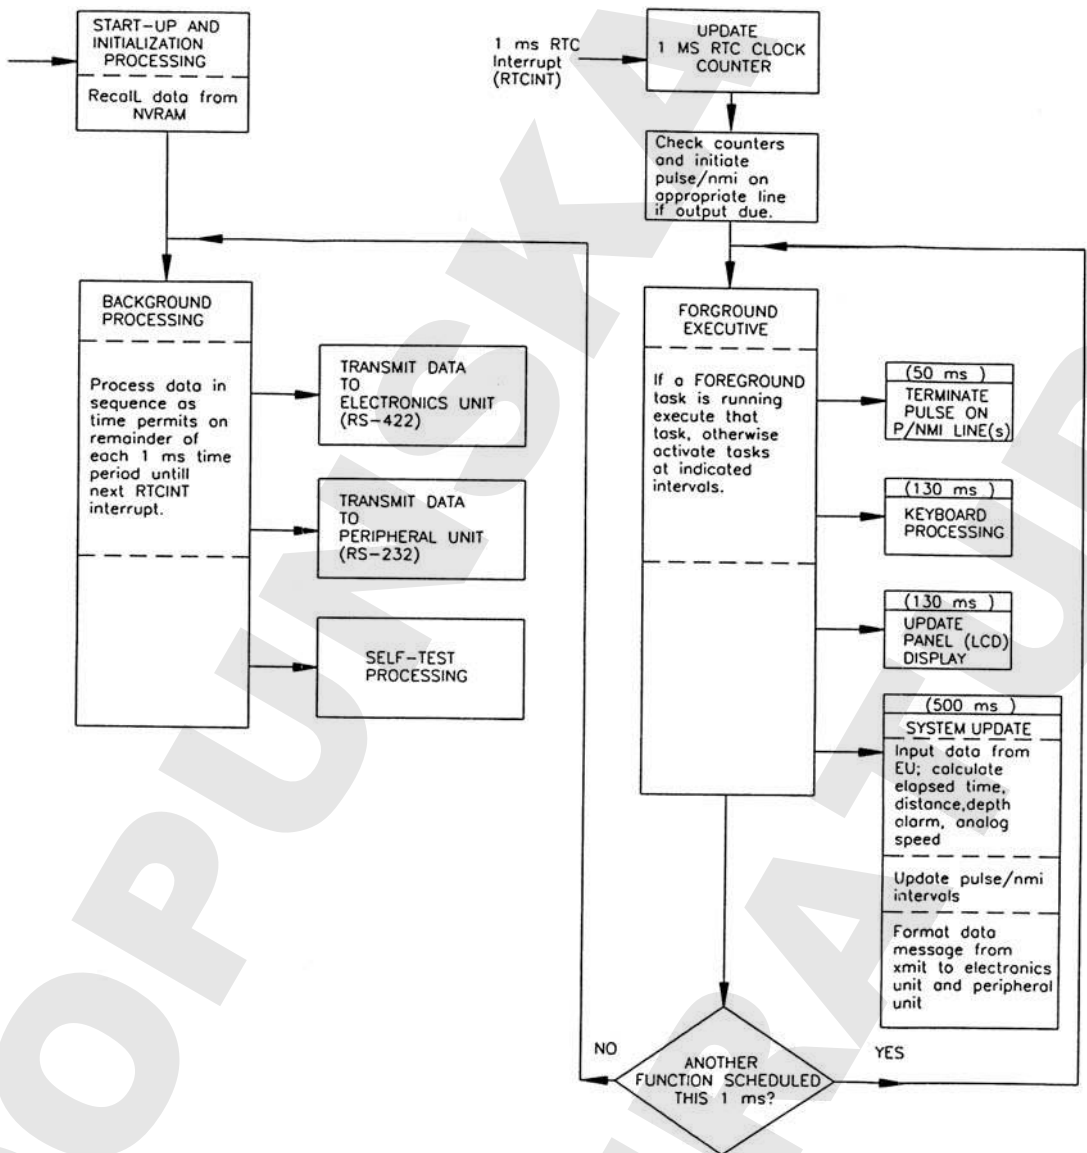 START-UP AND
INITIALIZATION
PROCESSING
RecalL data from
NVRAM
1 ms RTC
Interrupt
(RTCINT)
UPDATE
1 MS RTC CLOCK
COUNTER
Check counters
and initiate
pulse/nmi on
appropriate line
if output due.
BACKGROUND
PROCESSING
Process data in
sequence as
time permits on
remainder of
each 1 ms time
period untill
next RTCINT
interrupt.
TRANSMIT DATA
TO
ELECTRONICS UNIT
(RS-422)
TRANSMIT DATA
TO
PERIPHERAL UNIT
(RS-232)
SELF-TEST
PROCESSING
FORGROUND
EXECUTIVE
If a FOREGROUND
task is running
execute that
task, otherwise
activate tasks
at indicated
intervals.
(50 ms )
TERMINATE
PULSE ON
P/NMI LINE(s)
(130 ms )
KEYBOARD
PROCESSING
(130 ms )
UPDATE
PANEL (LCD)
DISPLAY
(500 ms )
SYSTEM UPDATE
Input data from
EU; calculate
elapsed time,
distance,depth
alarm, analog
speed
Update pulse/nmi
intervals
Format data
message from
xmit to electronics
unit and peripheral
unit
NO
ANOTHER
FUNCTION SCHEDULED
THIS 1 ms?
YES